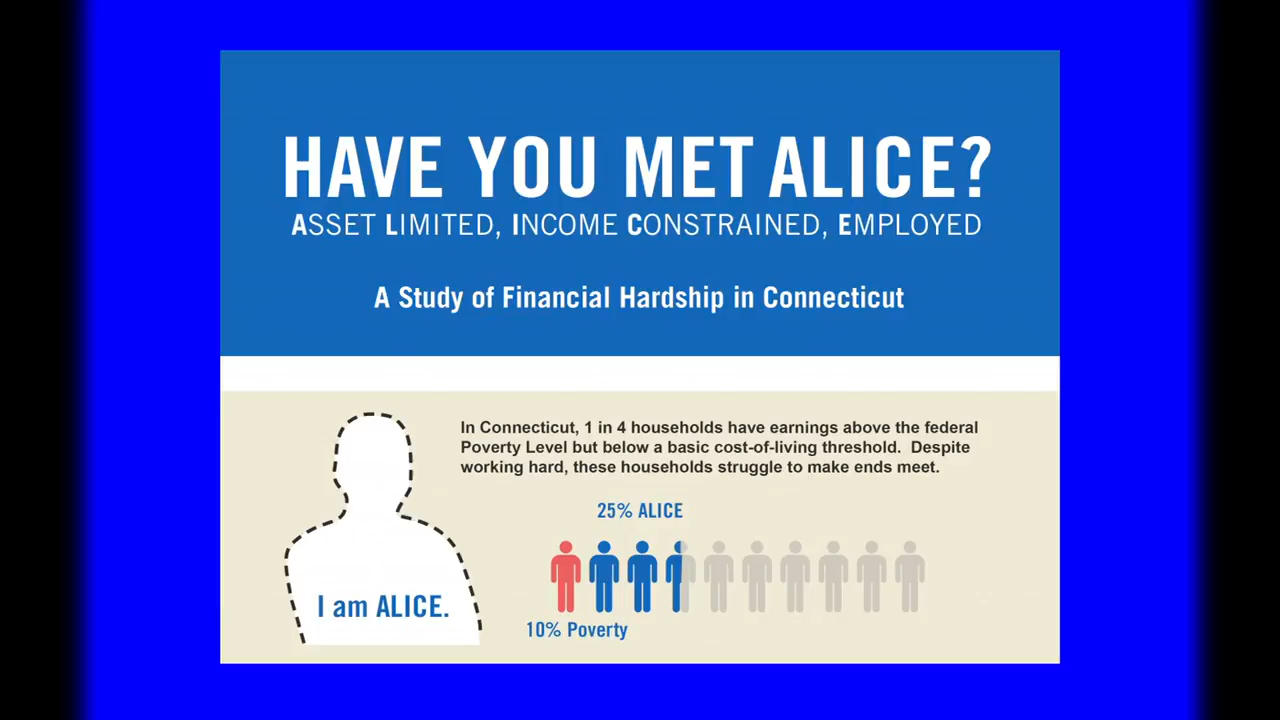 HAVE YOU MET ALICE?
ASSET LIMITED, INCOME CONSTRAINED, EMPLOYED
A Study of Financial Hardship in Connecticut
In Connecticut, 1 in 4 households have earnings above the federal
Poverty Level but below a basic cost-of-living threshold.  Despite
working hard, these households struggle to make ends meet.
25% ALICE
I am ALICE.
10% Poverty